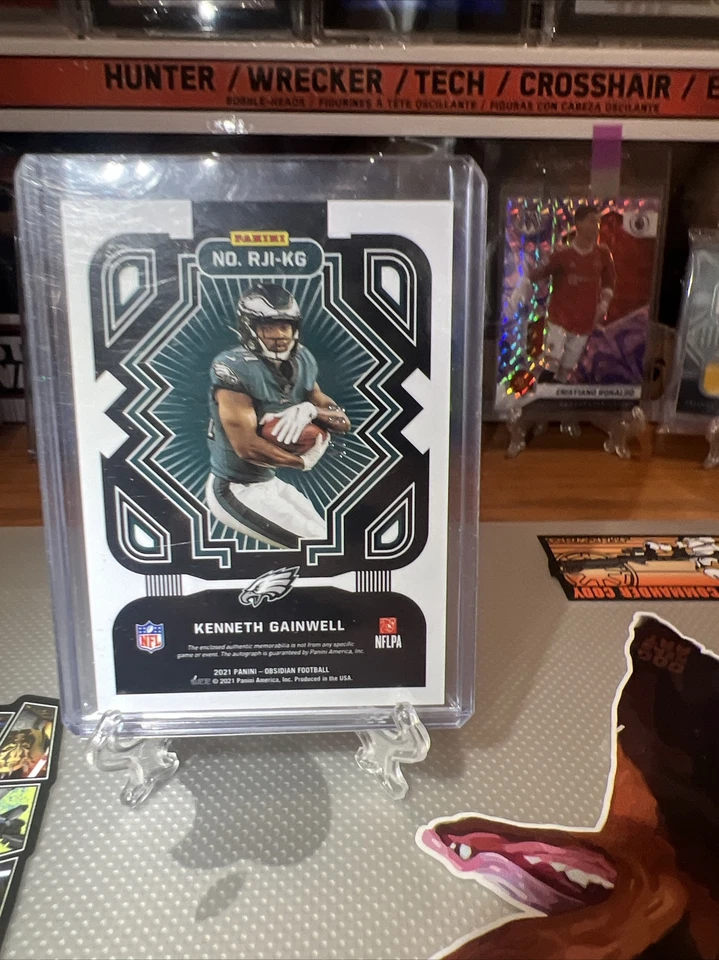 HUNTER / WRECKER / TECH / CROSSHAIR / E
BOBBLE-HEADS / FIGURINES À TÊTE OSCILLANTE / FIGURAS CON CABEZA OSCILANTE
PANINI
NO. RJI-KG
CRISTIANO RONALDO
COMMANDER CODY
KENNETH GAINWELL
NFL
NFLPA
The enclosed authentic memorabilia is not from any specific
game or event. The autograph is guaranteed by Panini America, Inc.
2021 PANINI – OBSIDIAN FOOTBALL
© 2021 Panini America, Inc. Produced in the USA.